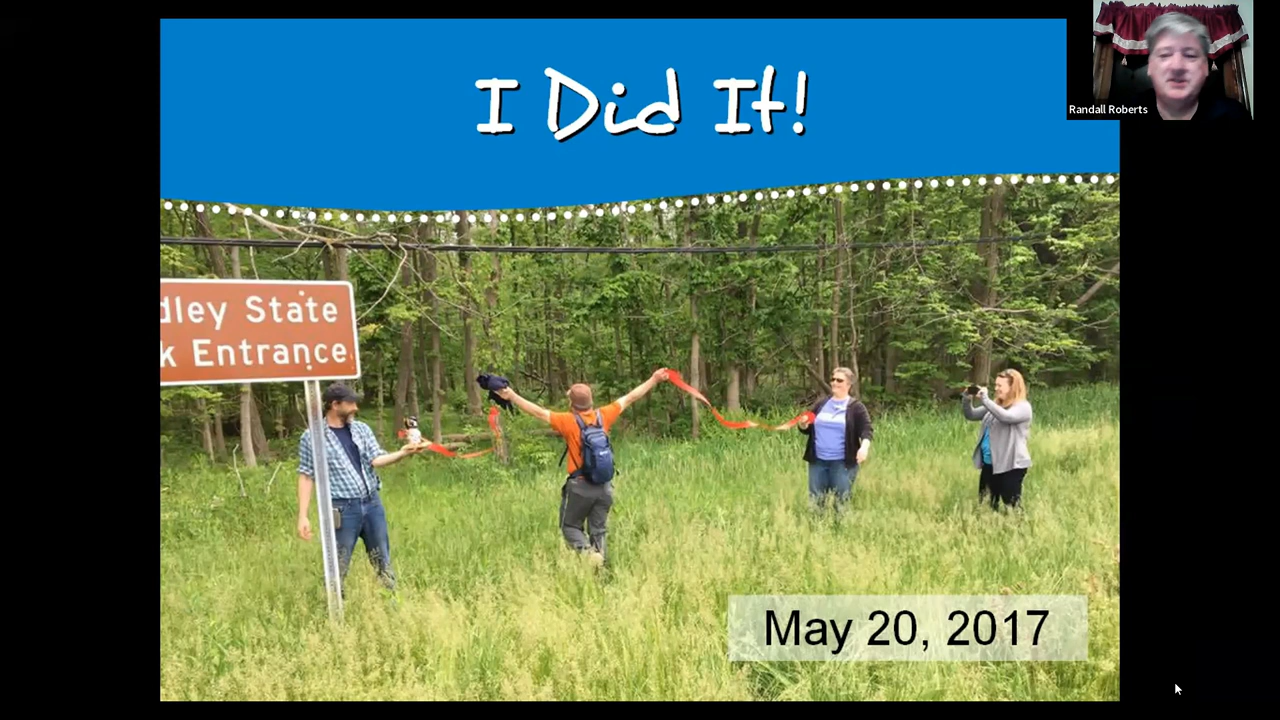 I Did It!
Randall Roberts
dley State
k Entrance
May 20, 2017